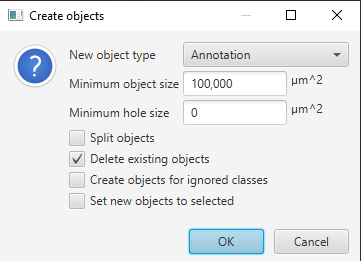 Create objects
New object type Annotation
Minimum object size 100,000 µm^2
Minimum hole size 0 µm^2
Split objects
Delete existing objects
Create objects for ignored classes
Set new objects to selected
OK Cancel